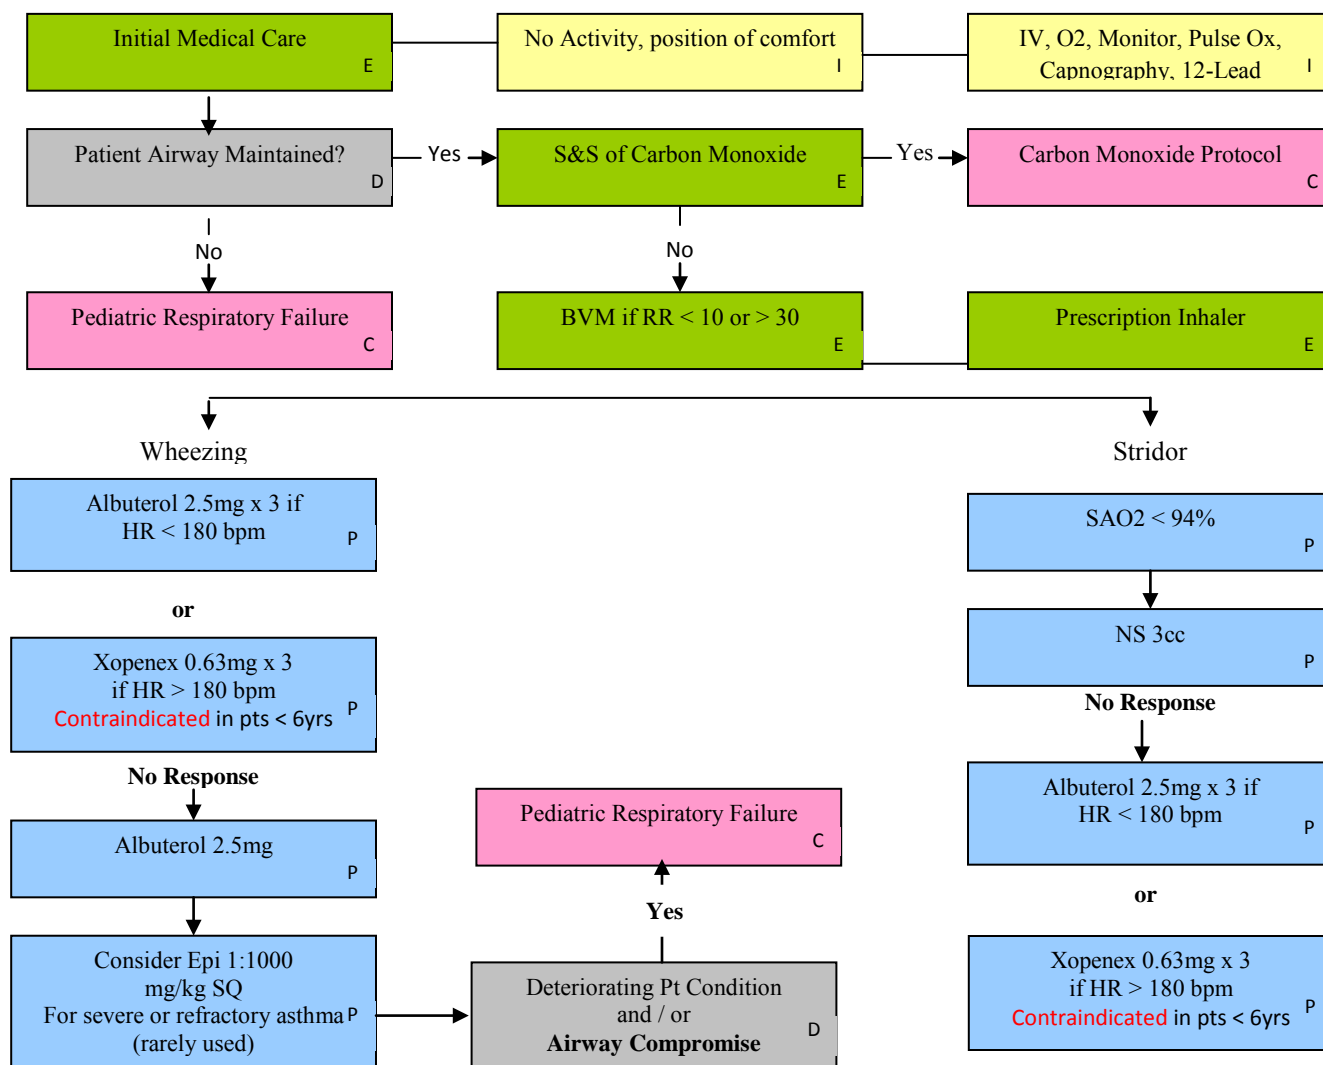 Initial Medical Care
E
No Activity, position of comfort
I
IV, O2, Monitor, Pulse Ox,
Capnography, 12-Lead
I
Patient Airway Maintained?
D
Yes
S&S of Carbon Monoxide
E
Yes
Carbon Monoxide Protocol
C
No
No
Pediatric Respiratory Failure
C
BVM if RR < 10 or > 30
E
Prescription Inhaler
E
Wheezing
Stridor
Albuterol 2.5mg x 3 if
HR < 180 bpm
P
SAO2 < 94%
P
or
NS 3cc
P
Xopenex 0.63mg x 3
if HR > 180 bpm
Contraindicated in pts < 6yrs
P
No Response
No Response
Albuterol 2.5mg
P
Pediatric Respiratory Failure
C
Albuterol 2.5mg x 3 if
HR < 180 bpm
P
Yes
or
Consider Epi 1:1000
mg/kg SQ
For severe or refractory asthma
(rarely used)
P
Deteriorating Pt Condition
and / or
Airway Compromise
D
Xopenex 0.63mg x 3
if HR > 180 bpm
Contraindicated in pts < 6yrs
P